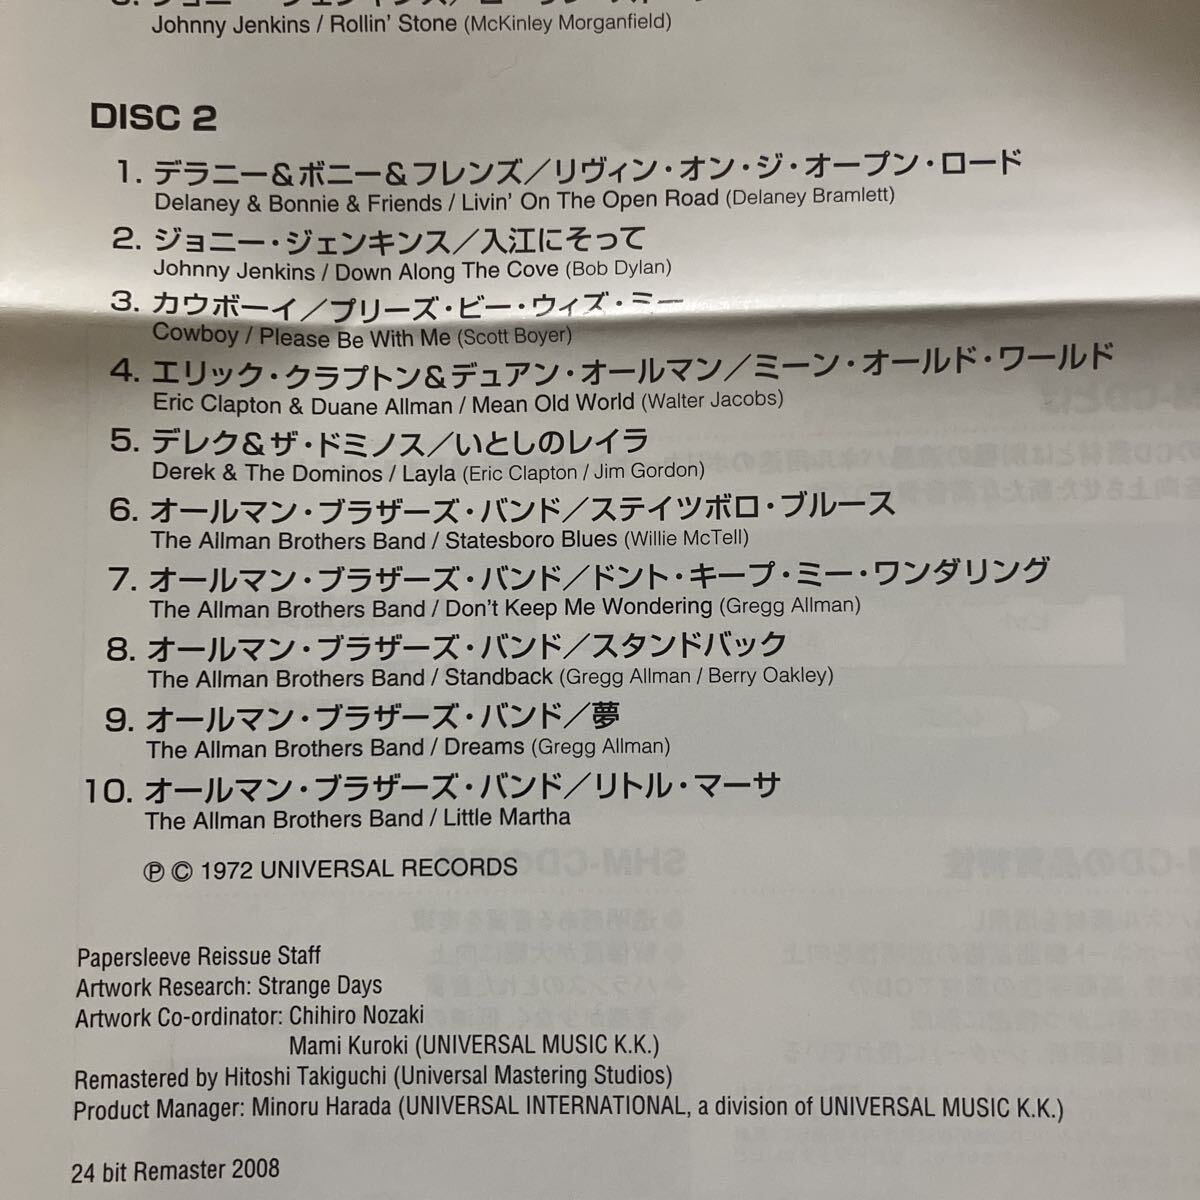 Johnny Jenkins / Rollin' Stone (McKinley Morganfield)
DISC 2
1. デラニー&ボニー&フレンズ/リヴィン・オン・ジ・オープン・ロード
Delaney & Bonnie & Friends / Livin' On The Open Road (Delaney Bramlett)
2. ジョニー・ジェンキンス/入江にそって
Johnny Jenkins / Down Along The Cove (Bob Dylan)
3. カウボーイ/プリーズ・ビー・ウィズ・ミー
Cowboy / Please Be With Me (Scott Boyer)
4. エリック・クラプトン&デュアン・オールマン/ミーン・オールド・ワールド
Eric Clapton & Duane Allman / Mean Old World (Walter Jacobs)
5. デレク&ザ・ドミノス/いとしのレイラ
Derek & The Dominos / Layla (Eric Clapton / Jim Gordon)
6. オールマン・ブラザーズ・バンド/ステイツボロ・ブルース
The Allman Brothers Band / Statesboro Blues (Willie McTell)
7. オールマン・ブラザーズ・バンド/ドント・キープ・ミー・ワンダリング
The Allman Brothers Band / Don't Keep Me Wondering (Gregg Allman)
8. オールマン・ブラザーズ・バンド/スタンドバック
The Allman Brothers Band / Standback (Gregg Allman / Berry Oakley)
9. オールマン・ブラザーズ・バンド/夢
The Allman Brothers Band / Dreams (Gregg Allman)
10. オールマン・ブラザーズ・バンド/リトル・マーサ
The Allman Brothers Band / Little Martha
Ⓟ © 1972 UNIVERSAL RECORDS
Papersleeve Reissue Staff
Artwork Research: Strange Days
Artwork Co-ordinator: Chihiro Nozaki
Mami Kuroki (UNIVERSAL MUSIC K.K.)
Remastered by Hitoshi Takiguchi (Universal Mastering Studios)
Product Manager: Minoru Harada (UNIVERSAL INTERNATIONAL, a division of UNIVERSAL MUSIC K.K.)
24 bit Remaster 2008